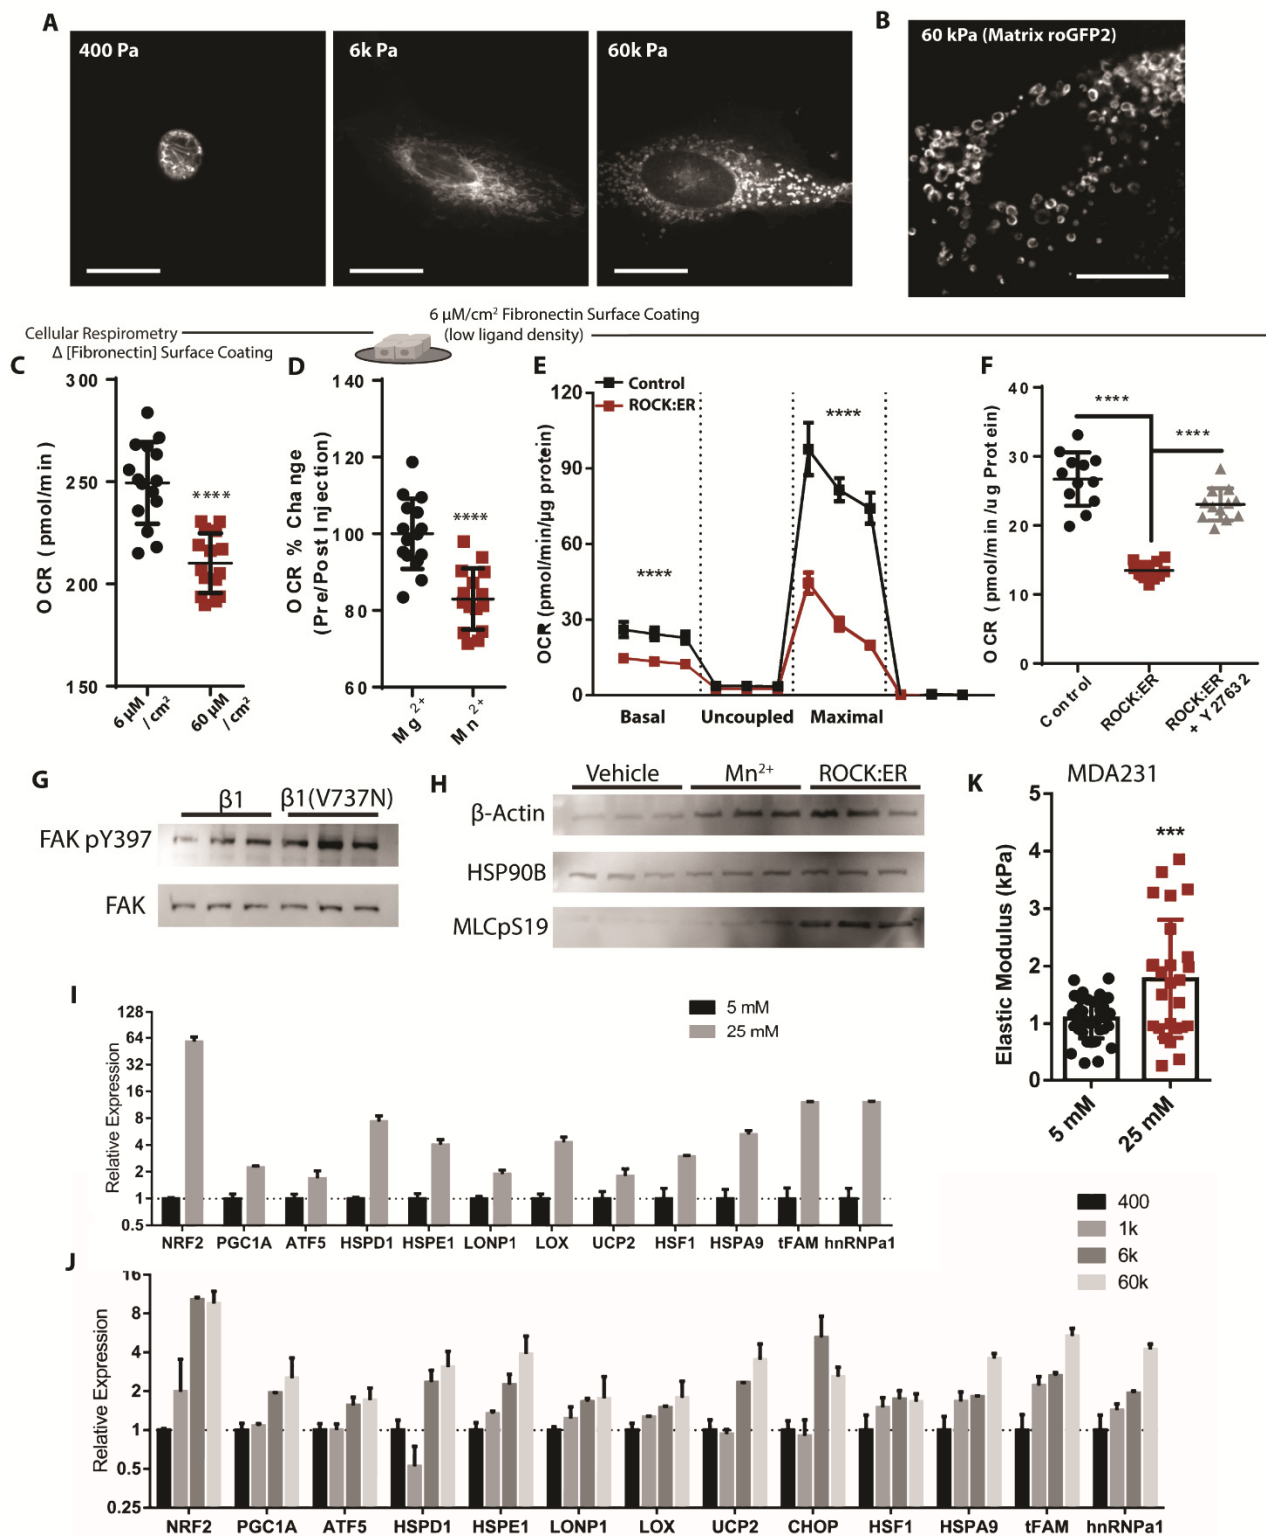 A
400 Pa
6k Pa
60k Pa
B
60 kPa (Matrix roGFP2)
Cellular Respirometry
Δ [Fibronectin] Surface Coating
6 µM/cm² Fibronectin Surface Coating
(low ligand density)
C
OCR (pmol/min)
300
250
200
150
****
6 µM / cm²
60 µM / cm²
D
OCR % Change
(Pre/Post Injection)
140
120
100
80
60
****
Mg²⁺
Mn²⁺
E
OCR (pmol/min/µg protein)
120
90
60
30
0
Control
ROCK:ER
****
****
Basal
Uncoupled
Maximal
F
OCR (pmol/min/ug Protein)
40
30
20
10
0
****
****
Control
ROCK:ER
ROCK:ER
+ Y27632
G
β1
β1(V737N)
FAK pY397
FAK
H
Vehicle
Mn²⁺
ROCK:ER
β-Actin
HSP90B
MLCpS19
K
MDA231
Elastic Modulus (kPa)
5
4
3
2
1
0
***
5 mM
25 mM
I
Relative Expression
128
64
32
16
8
4
2
1
0.5
5 mM
25 mM
NRF2 PGC1A ATF5 HSPD1 HSPE1 LONP1 LOX UCP2 HSF1 HSPA9 tFAM hnRNPa1
400
1k
6k
60k
J
Relative Expression
16
8
4
2
1
0.5
0.25
NRF2 PGC1A ATF5 HSPD1 HSPE1 LONP1 LOX UCP2 CHOP HSF1 HSPA9 tFAM hnRNPa1